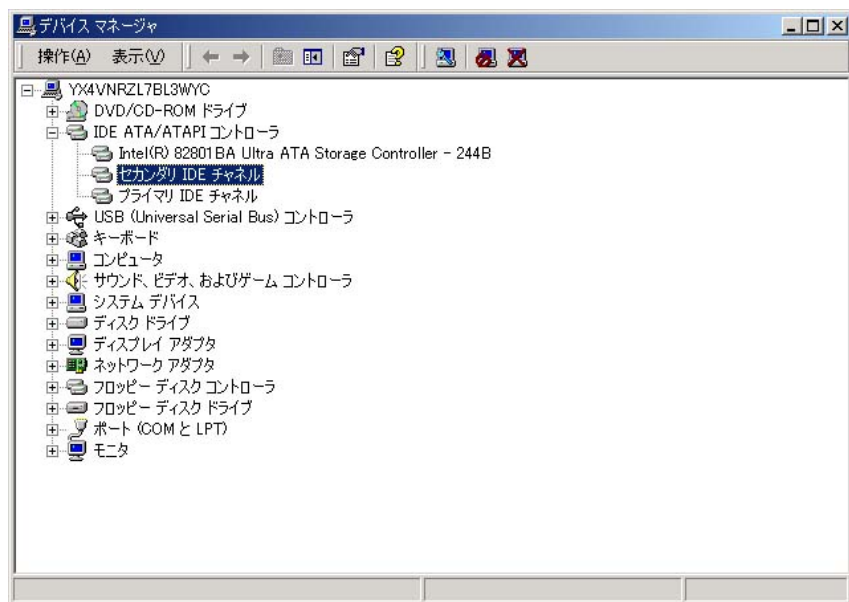 デバイス マネージャ
操作(A) 表示(V)
YX4VNRZL7BL3WYC
DVD/CD-ROM ドライブ
IDE ATA/ATAPI コントローラ
Intel(R) 82801BA Ultra ATA Storage Controller - 244B
セカンダリ IDE チャネル
プライマリ IDE チャネル
USB (Universal Serial Bus) コントローラ
キーボード
コンピュータ
サウンド、ビデオ、およびゲーム コントローラ
システム デバイス
ディスク ドライブ
ディスプレイ アダプタ
ネットワーク アダプタ
フロッピー ディスク コントローラ
フロッピー ディスク ドライブ
ポート (COM と LPT)
モニタ